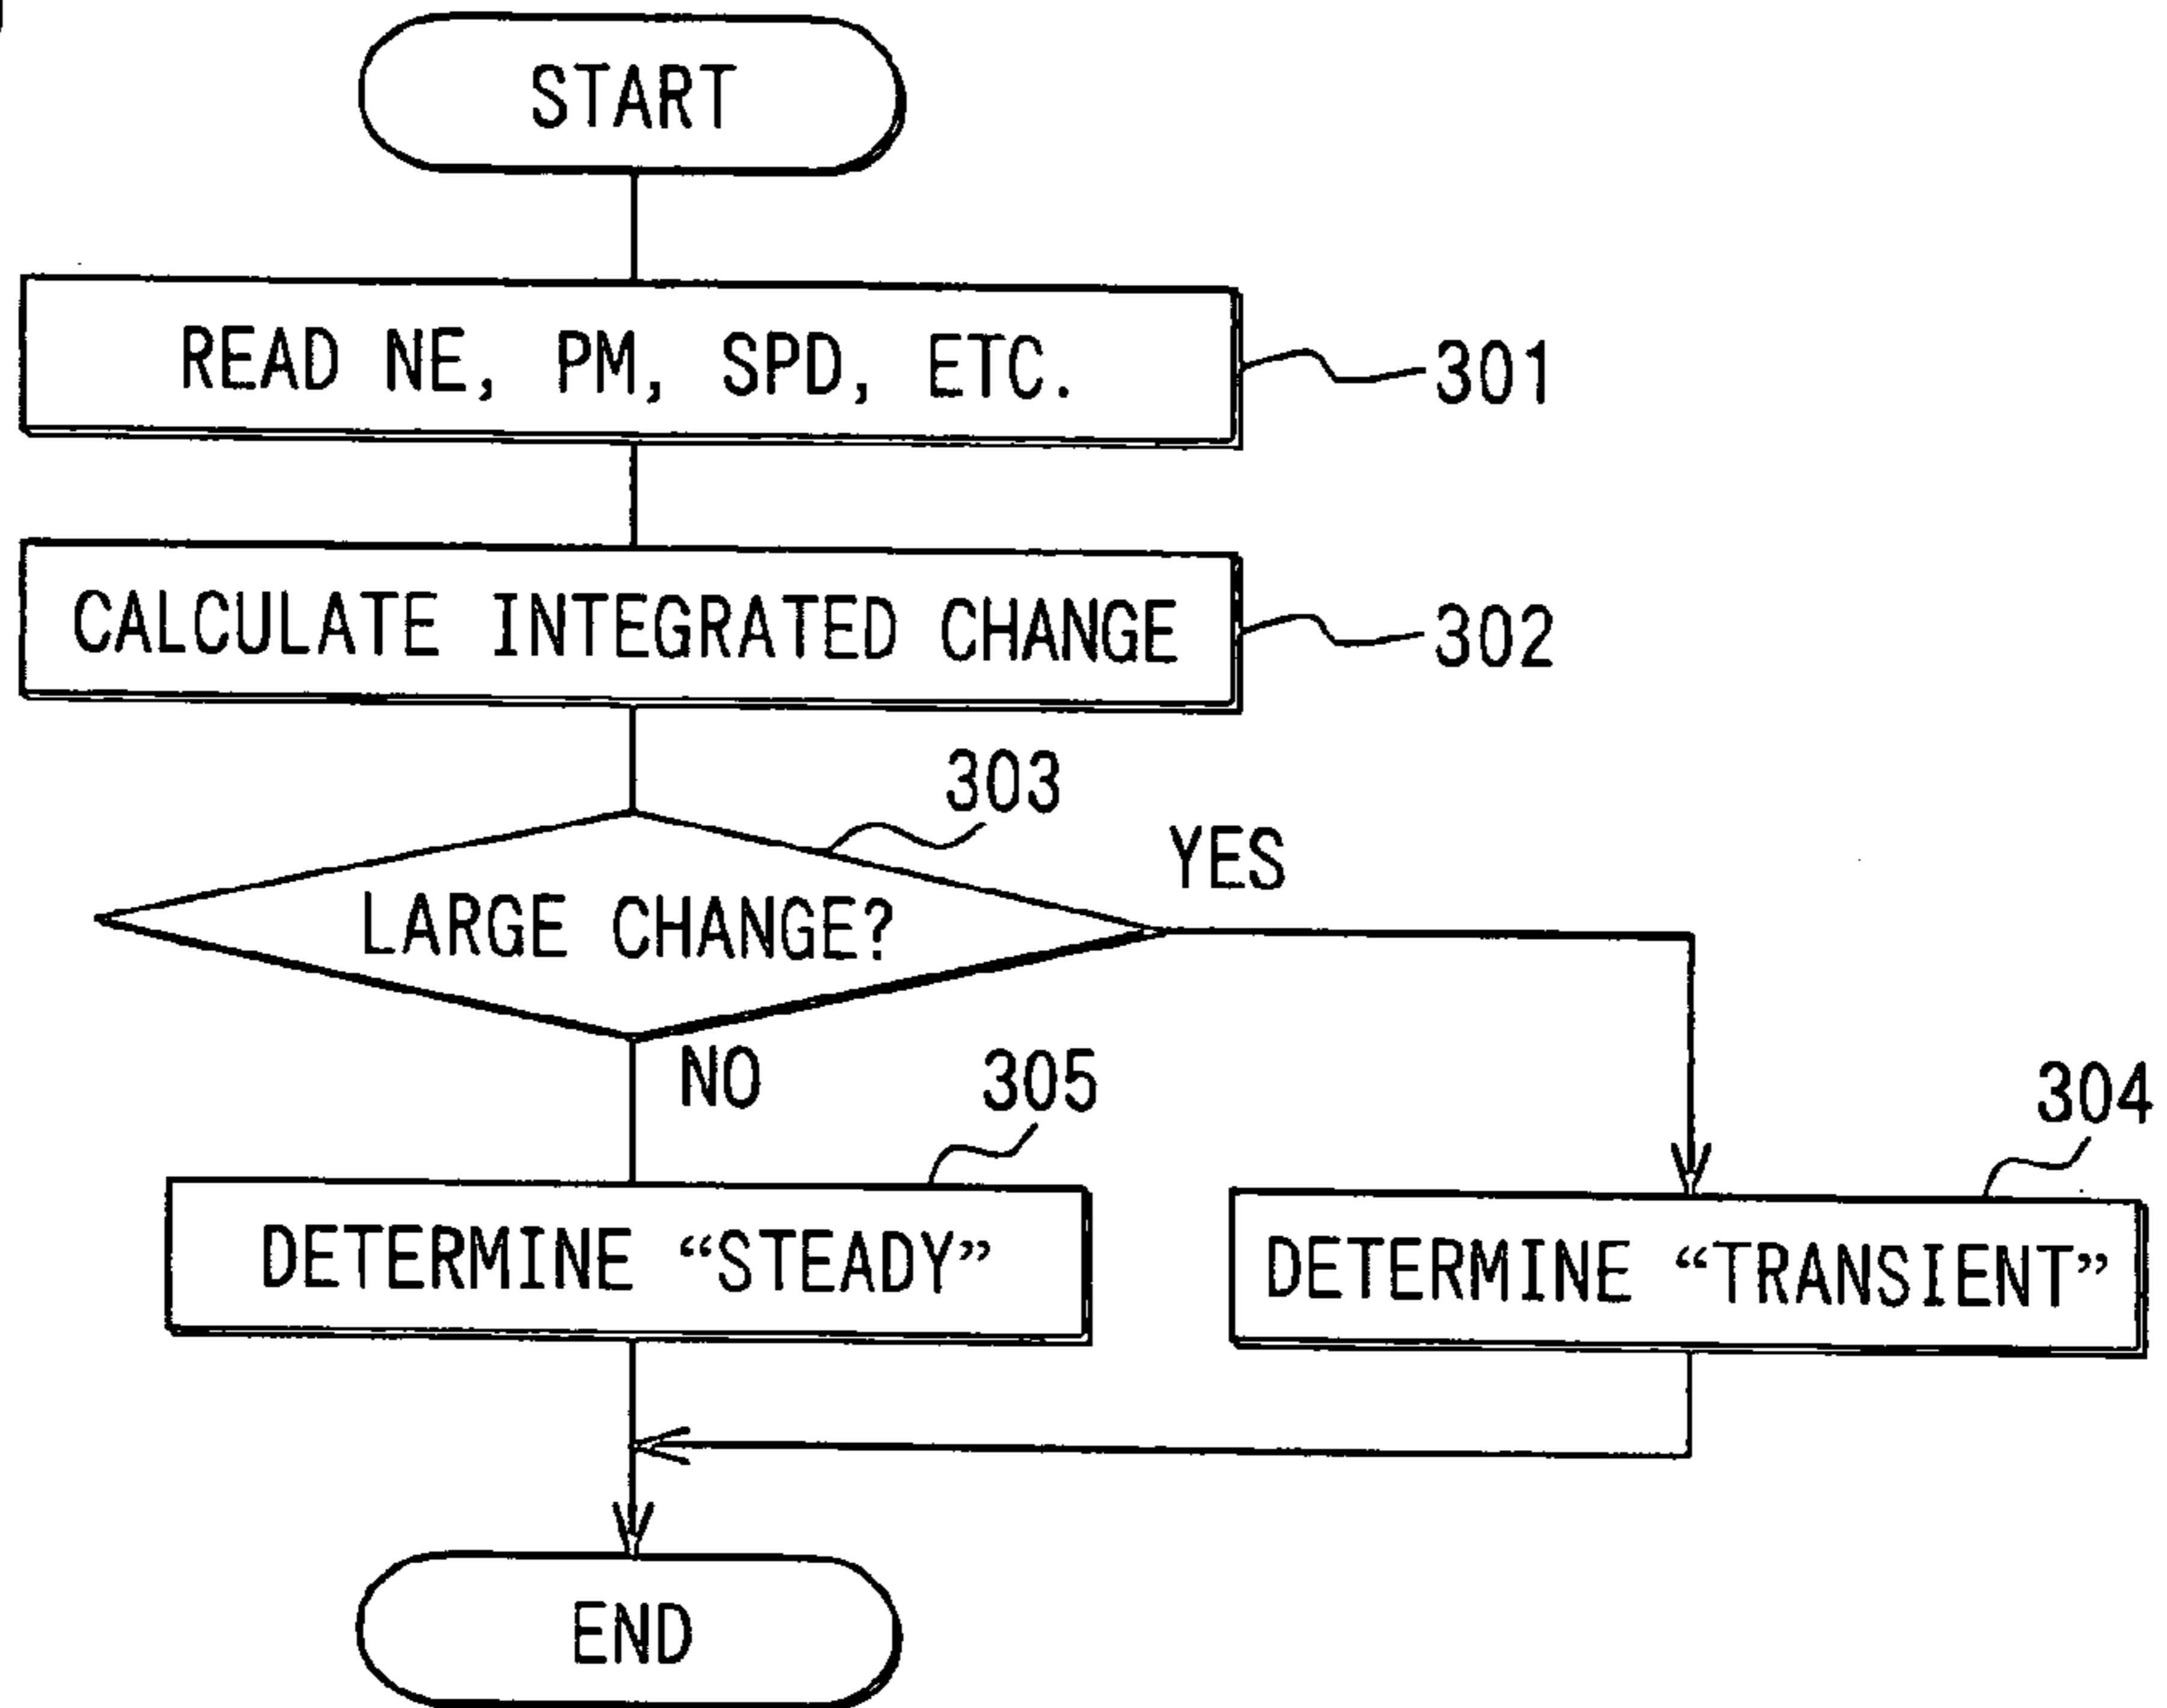 START
READ NE, PM, SPD, ETC.
301
CALCULATE INTEGRATED CHANGE
302
303
YES
LARGE CHANGE?
NO
305
304
DETERMINE “STEADY”
DETERMINE “TRANSIENT”
END